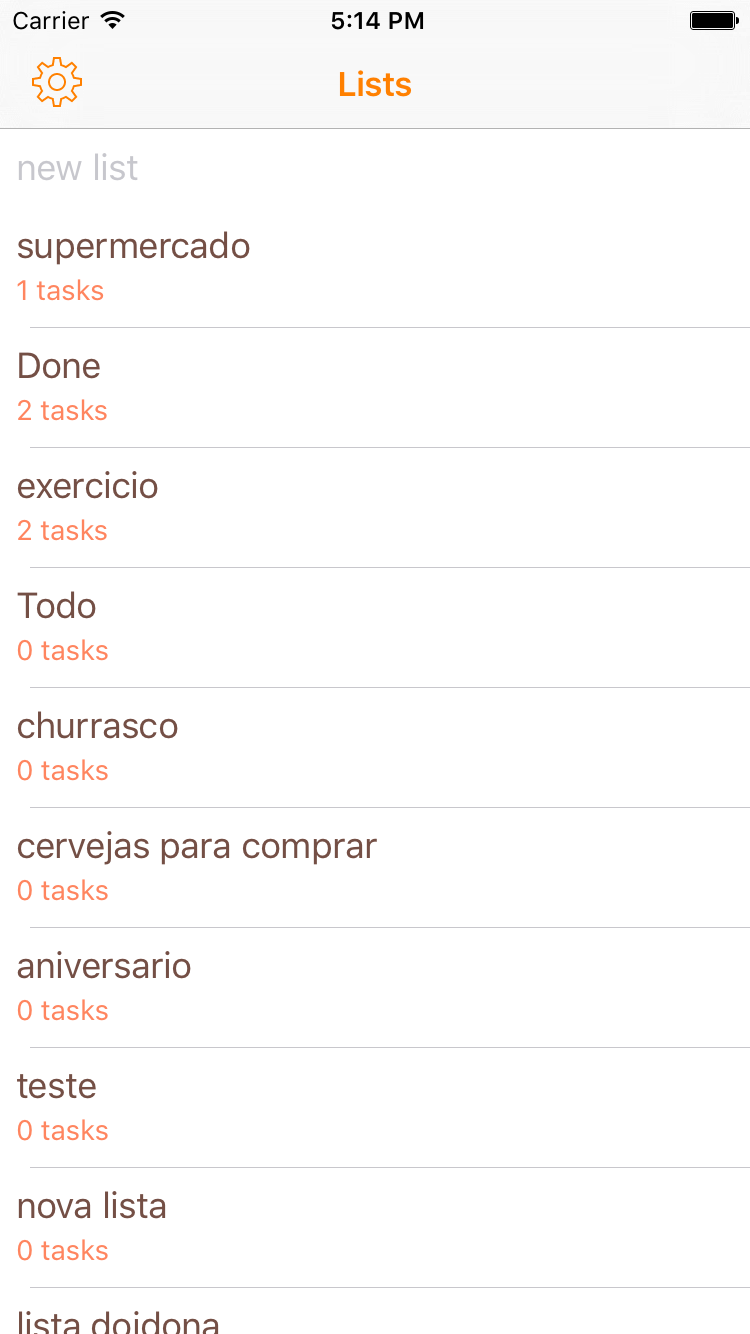 Carrier 5:14 PM
Lists
new list
supermercado
1 tasks
Done
2 tasks
exercicio
2 tasks
Todo
0 tasks
churrasco
0 tasks
cervejas para comprar
0 tasks
aniversario
0 tasks
teste
0 tasks
nova lista
0 tasks
lista doidona